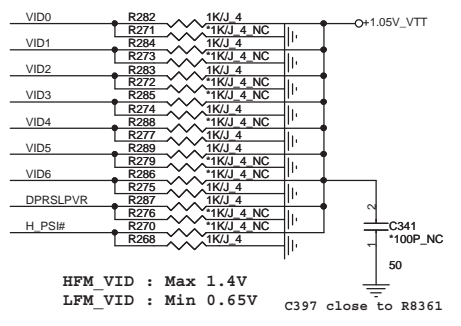 VID0 R282 1K/J_4 +1.05V_VTT
R271 *1K/J_4_NC
VID1 R284 1K/J_4
R273 *1K/J_4_NC
VID2 R283 1K/J_4
R272 *1K/J_4_NC
VID3 R285 *1K/J_4_NC
R274 1K/J_4
VID4 R288 *1K/J_4_NC
R277 1K/J_4
VID5 R289 1K/J_4
R279 *1K/J_4_NC
VID6 R286 *1K/J_4_NC
R275 1K/J_4
DPRSLPVR R287 1K/J_4
R276 *1K/J_4_NC
H_PSI# R270 *1K/J_4_NC
R268 1K/J_4
2
C341
*100P_NC
1
50
HFM_VID : Max 1.4V
LFM_VID : Min 0.65V
C397 close to R8361